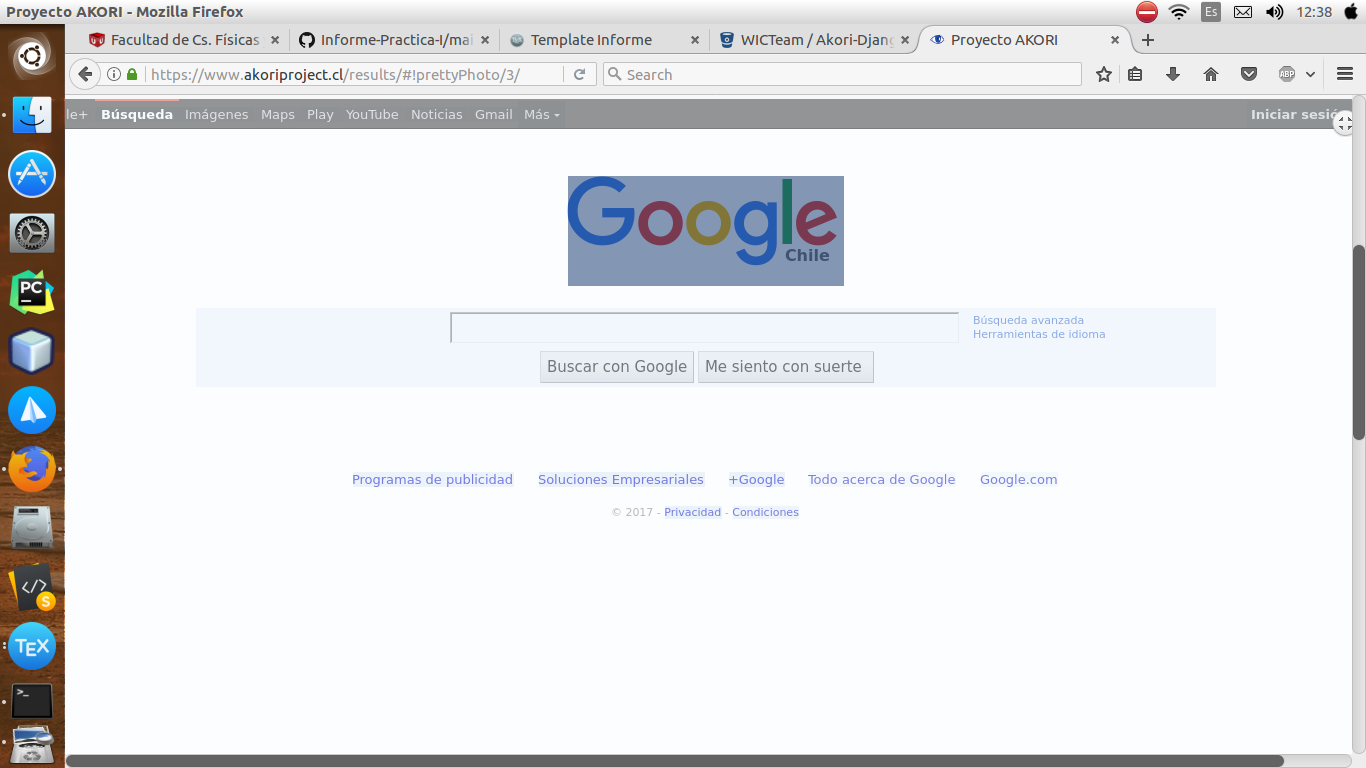 Proyecto AKORI - Mozilla Firefox
Es
12:38
Facultad de Cs. Físicas
Informe-Practica-I/mai
Template Informe
WICTeam / Akori-Djang
Proyecto AKORI
https://www.akoriproject.cl/results/#!prettyPhoto/3/
Search
ABP
le+ Búsqueda Imágenes Maps Play YouTube Noticias Gmail Más
Iniciar sesió
Google
Chile
Búsqueda avanzada
Herramientas de idioma
Buscar con Google
Me siento con suerte
Programas de publicidad Soluciones Empresariales +Google Todo acerca de Google Google.com
© 2017 - Privacidad - Condiciones
PC
</>
S
TEX
>_